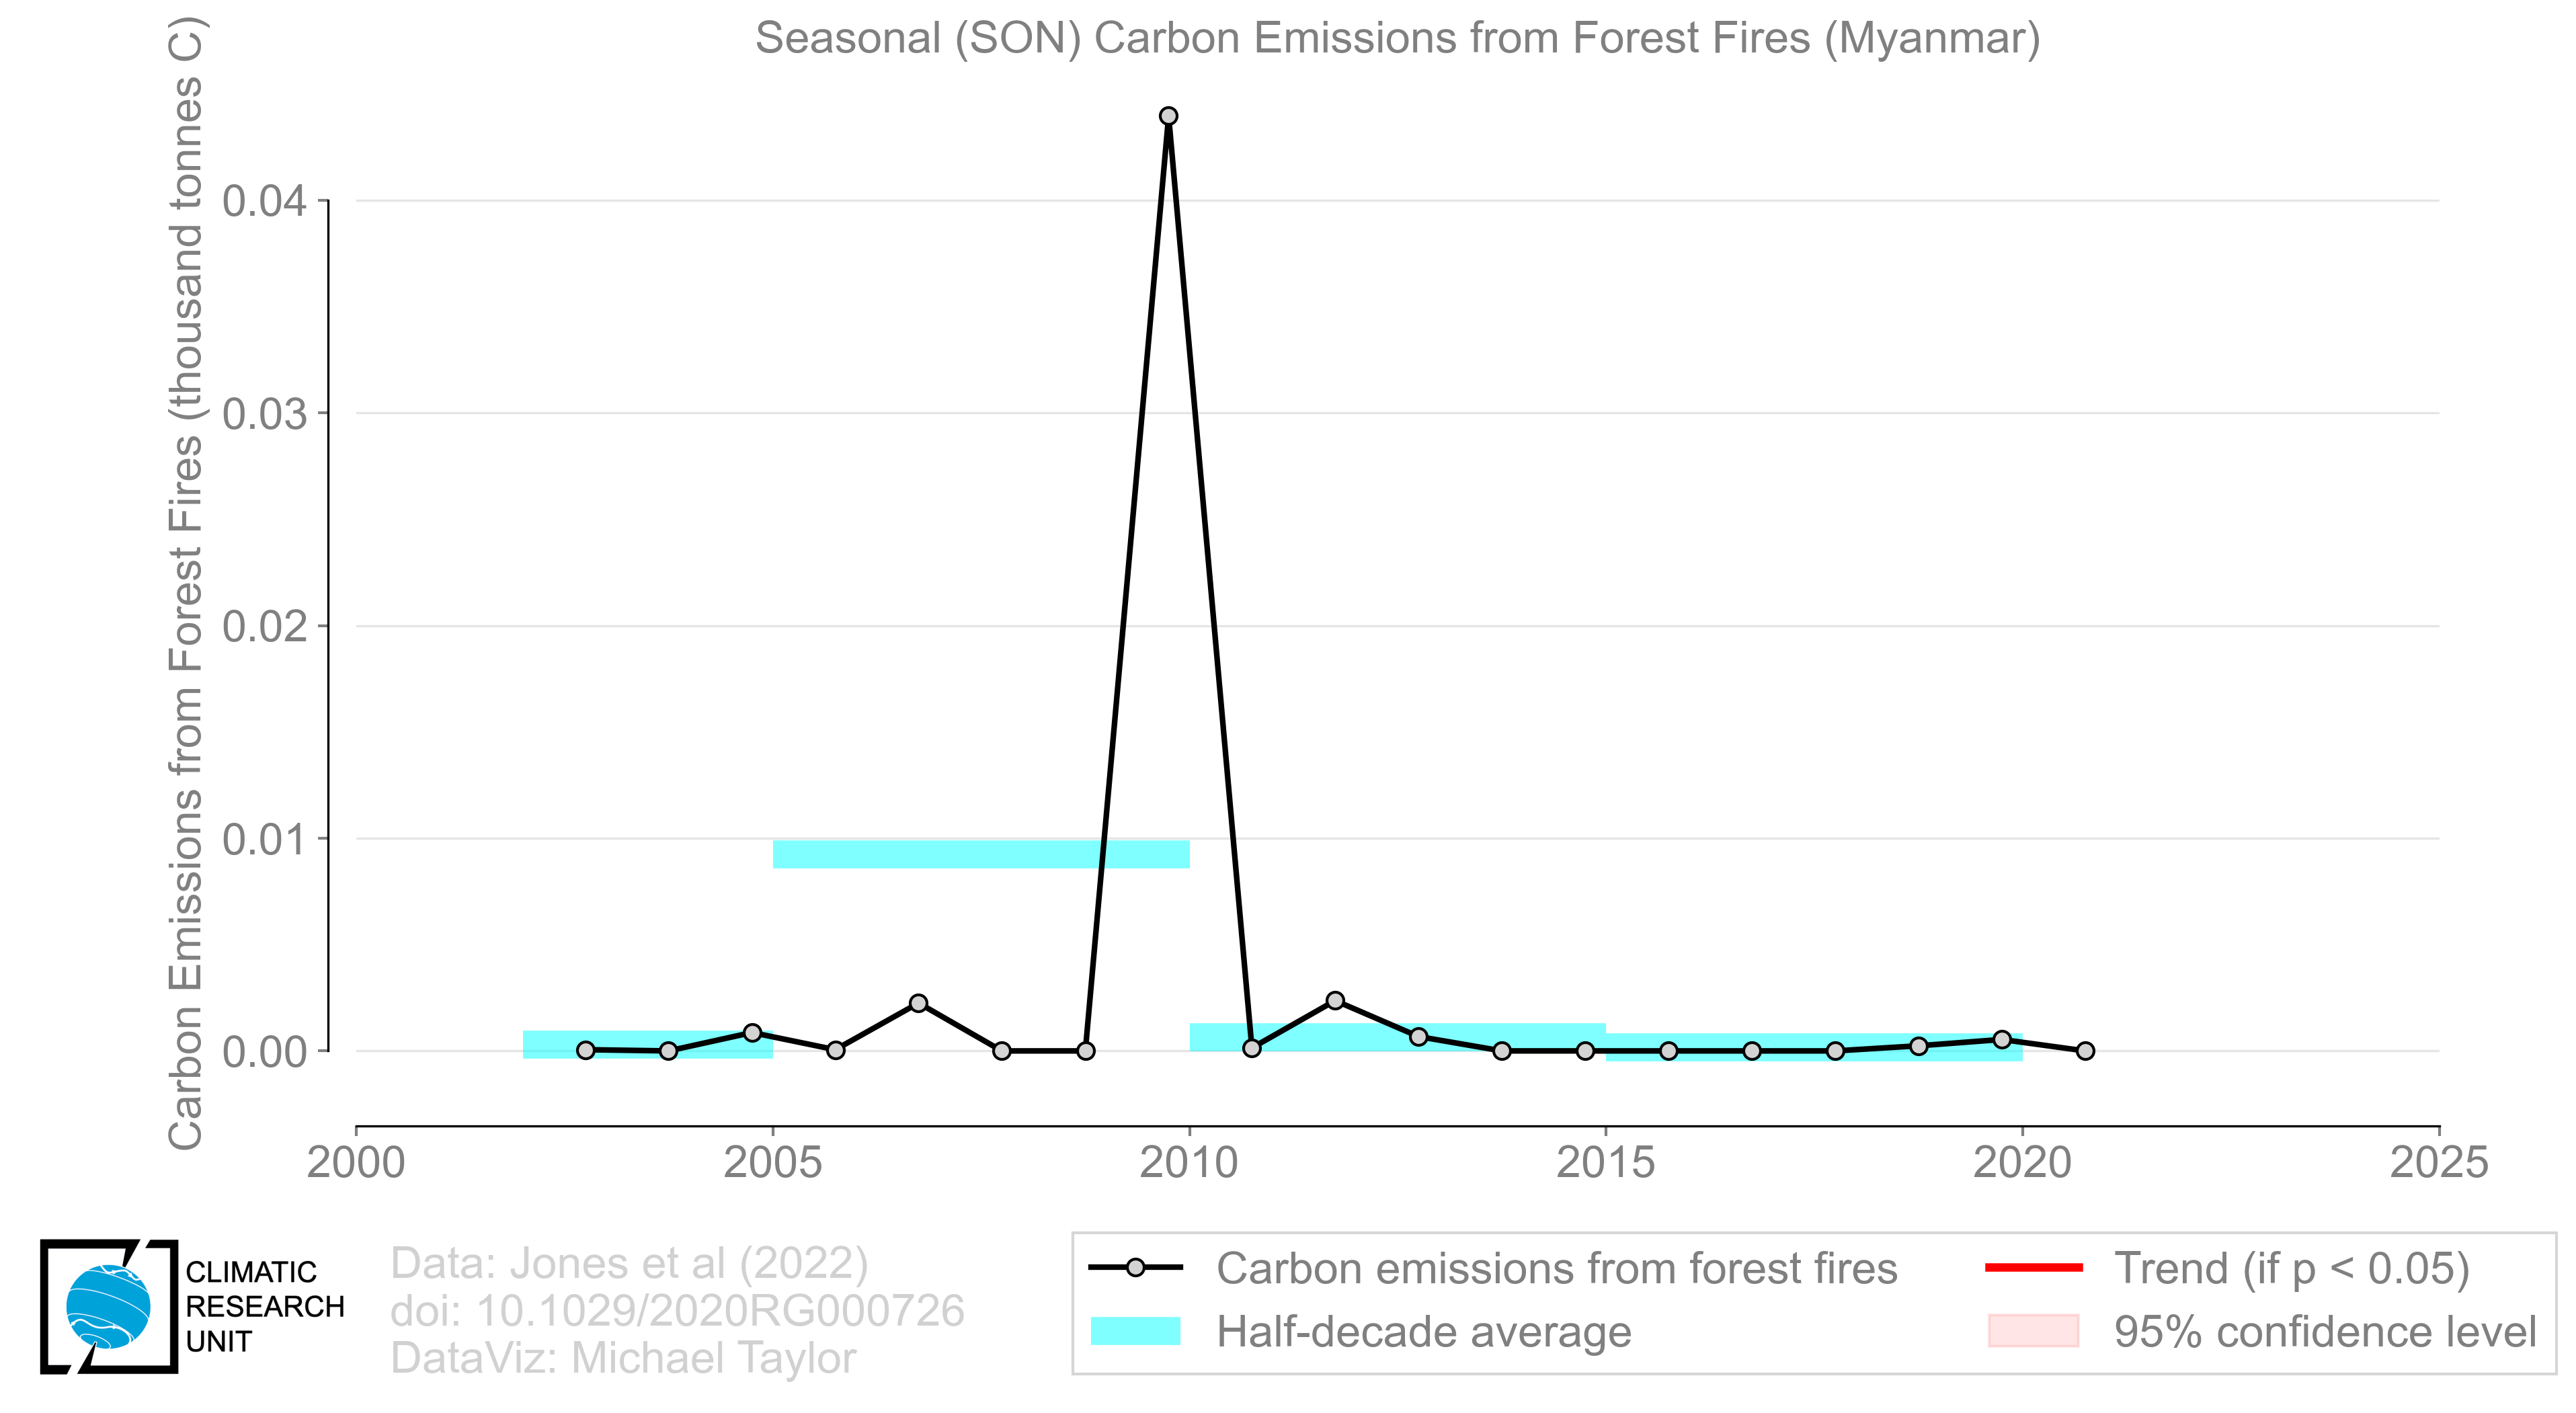 Seasonal (SON) Carbon Emissions from Forest Fires (Myanmar)
Carbon Emissions from Forest Fires (thousand tonnes C)
0.04
0.03
0.02
0.01
0.00
2000 2005 2010 2015 2020 2025
CLIMATIC
RESEARCH
UNIT
Data: Jones et al (2022)
doi: 10.1029/2020RG000726
DataViz: Michael Taylor
Carbon emissions from forest fires
Half-decade average
Trend (if p < 0.05)
95% confidence level